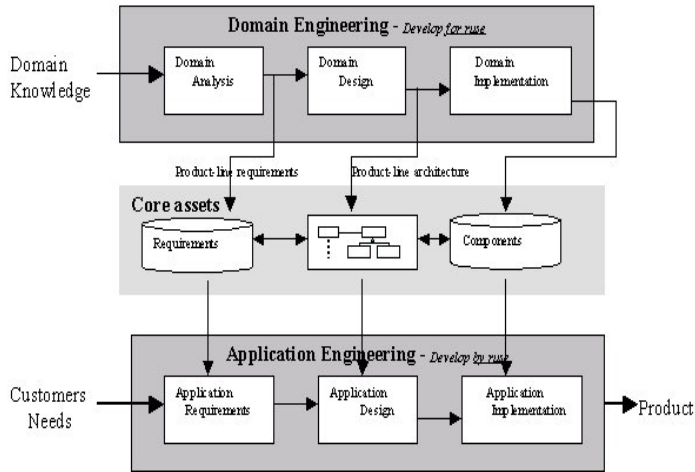 Domain Engineering - Develop for ruse
Domain
Knowledge
Domain
Analysis
Domain
Design
Domain
Implementation
Product-line requirements
Product-line architecture
Core assets
Requirements
Components
Application Engineering - Develop by ruse
Customers
Needs
Application
Requirements
Application
Design
Application
Implementation
Product